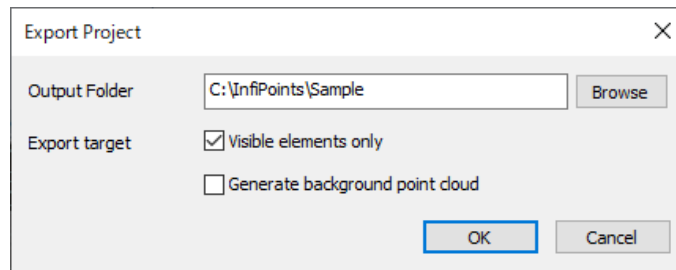 Export Project
Output Folder C:\InfiPoints\Sample Browse
Export target Visible elements only
Generate background point cloud
OK Cancel